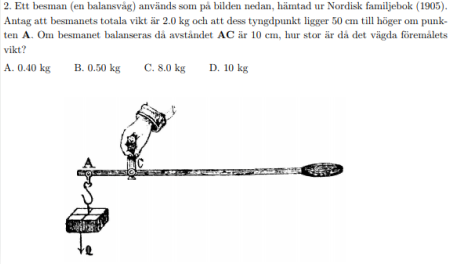 2. Ett besman (en balansvåg) används som på bilden nedan, hämtad ur Nordisk familjebok (1905).
Antag att besmanets totala vikt är 2.0 kg och att dess tyngdpunkt ligger 50 cm till höger om punk-
ten A. Om besmanet balanseras då avståndet AC är 10 cm, hur stor är då det vägda föremålets
vikt?
A. 0.40 kg B. 0.50 kg C. 8.0 kg D. 10 kg
A
C